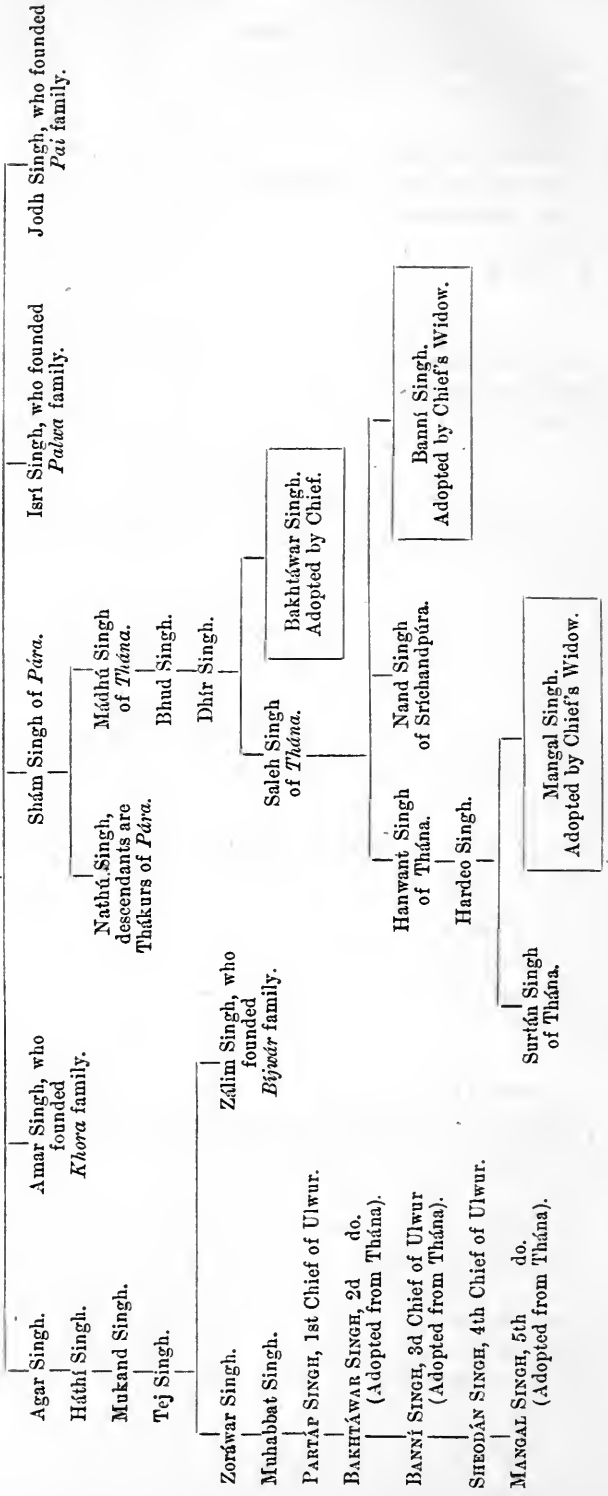 Agar Singh.
Háthí Singh.
Mukand Singh.
Tej Singh.
Zoráwar Singh.
Muhabbat Singh.
PARTÁP SINGH, 1st Chief of Ulwur.
BAKHTÁWAR SINGH, 2d do.
(Adopted from Thána).
BANNÍ SINGH, 3d Chief of Ulwur
(Adopted from Thána).
SHEODÁN SINGH, 4th Chief of Ulwur.
MANGAL SINGH, 5th do.
(Adopted from Thána).
Zálim Singh, who
founded
Bíjwár family.
Amar Singh, who
founded
Khora family.
Shám Singh of Pára.
Nathú Singh,
descendants are
Thákurs of Pára.
Mádhú Singh
of Thána.
Bhud Singh.
Dhír Singh.
Saleh Singh
of Thána.
Bakhtáwar Singh.
Adopted by Chief.
Hanwant Singh
of Thána.
Nand Singh
of Sríchandpúra.
Banní Singh.
Adopted by Chief's Widow.
Hardeo Singh.
Surtán Singh
of Thána.
Mangal Singh.
Adopted by Chief's Widow.
Isrí Singh, who founded
Palwa family.
Jodh Singh, who founded
Pai family.